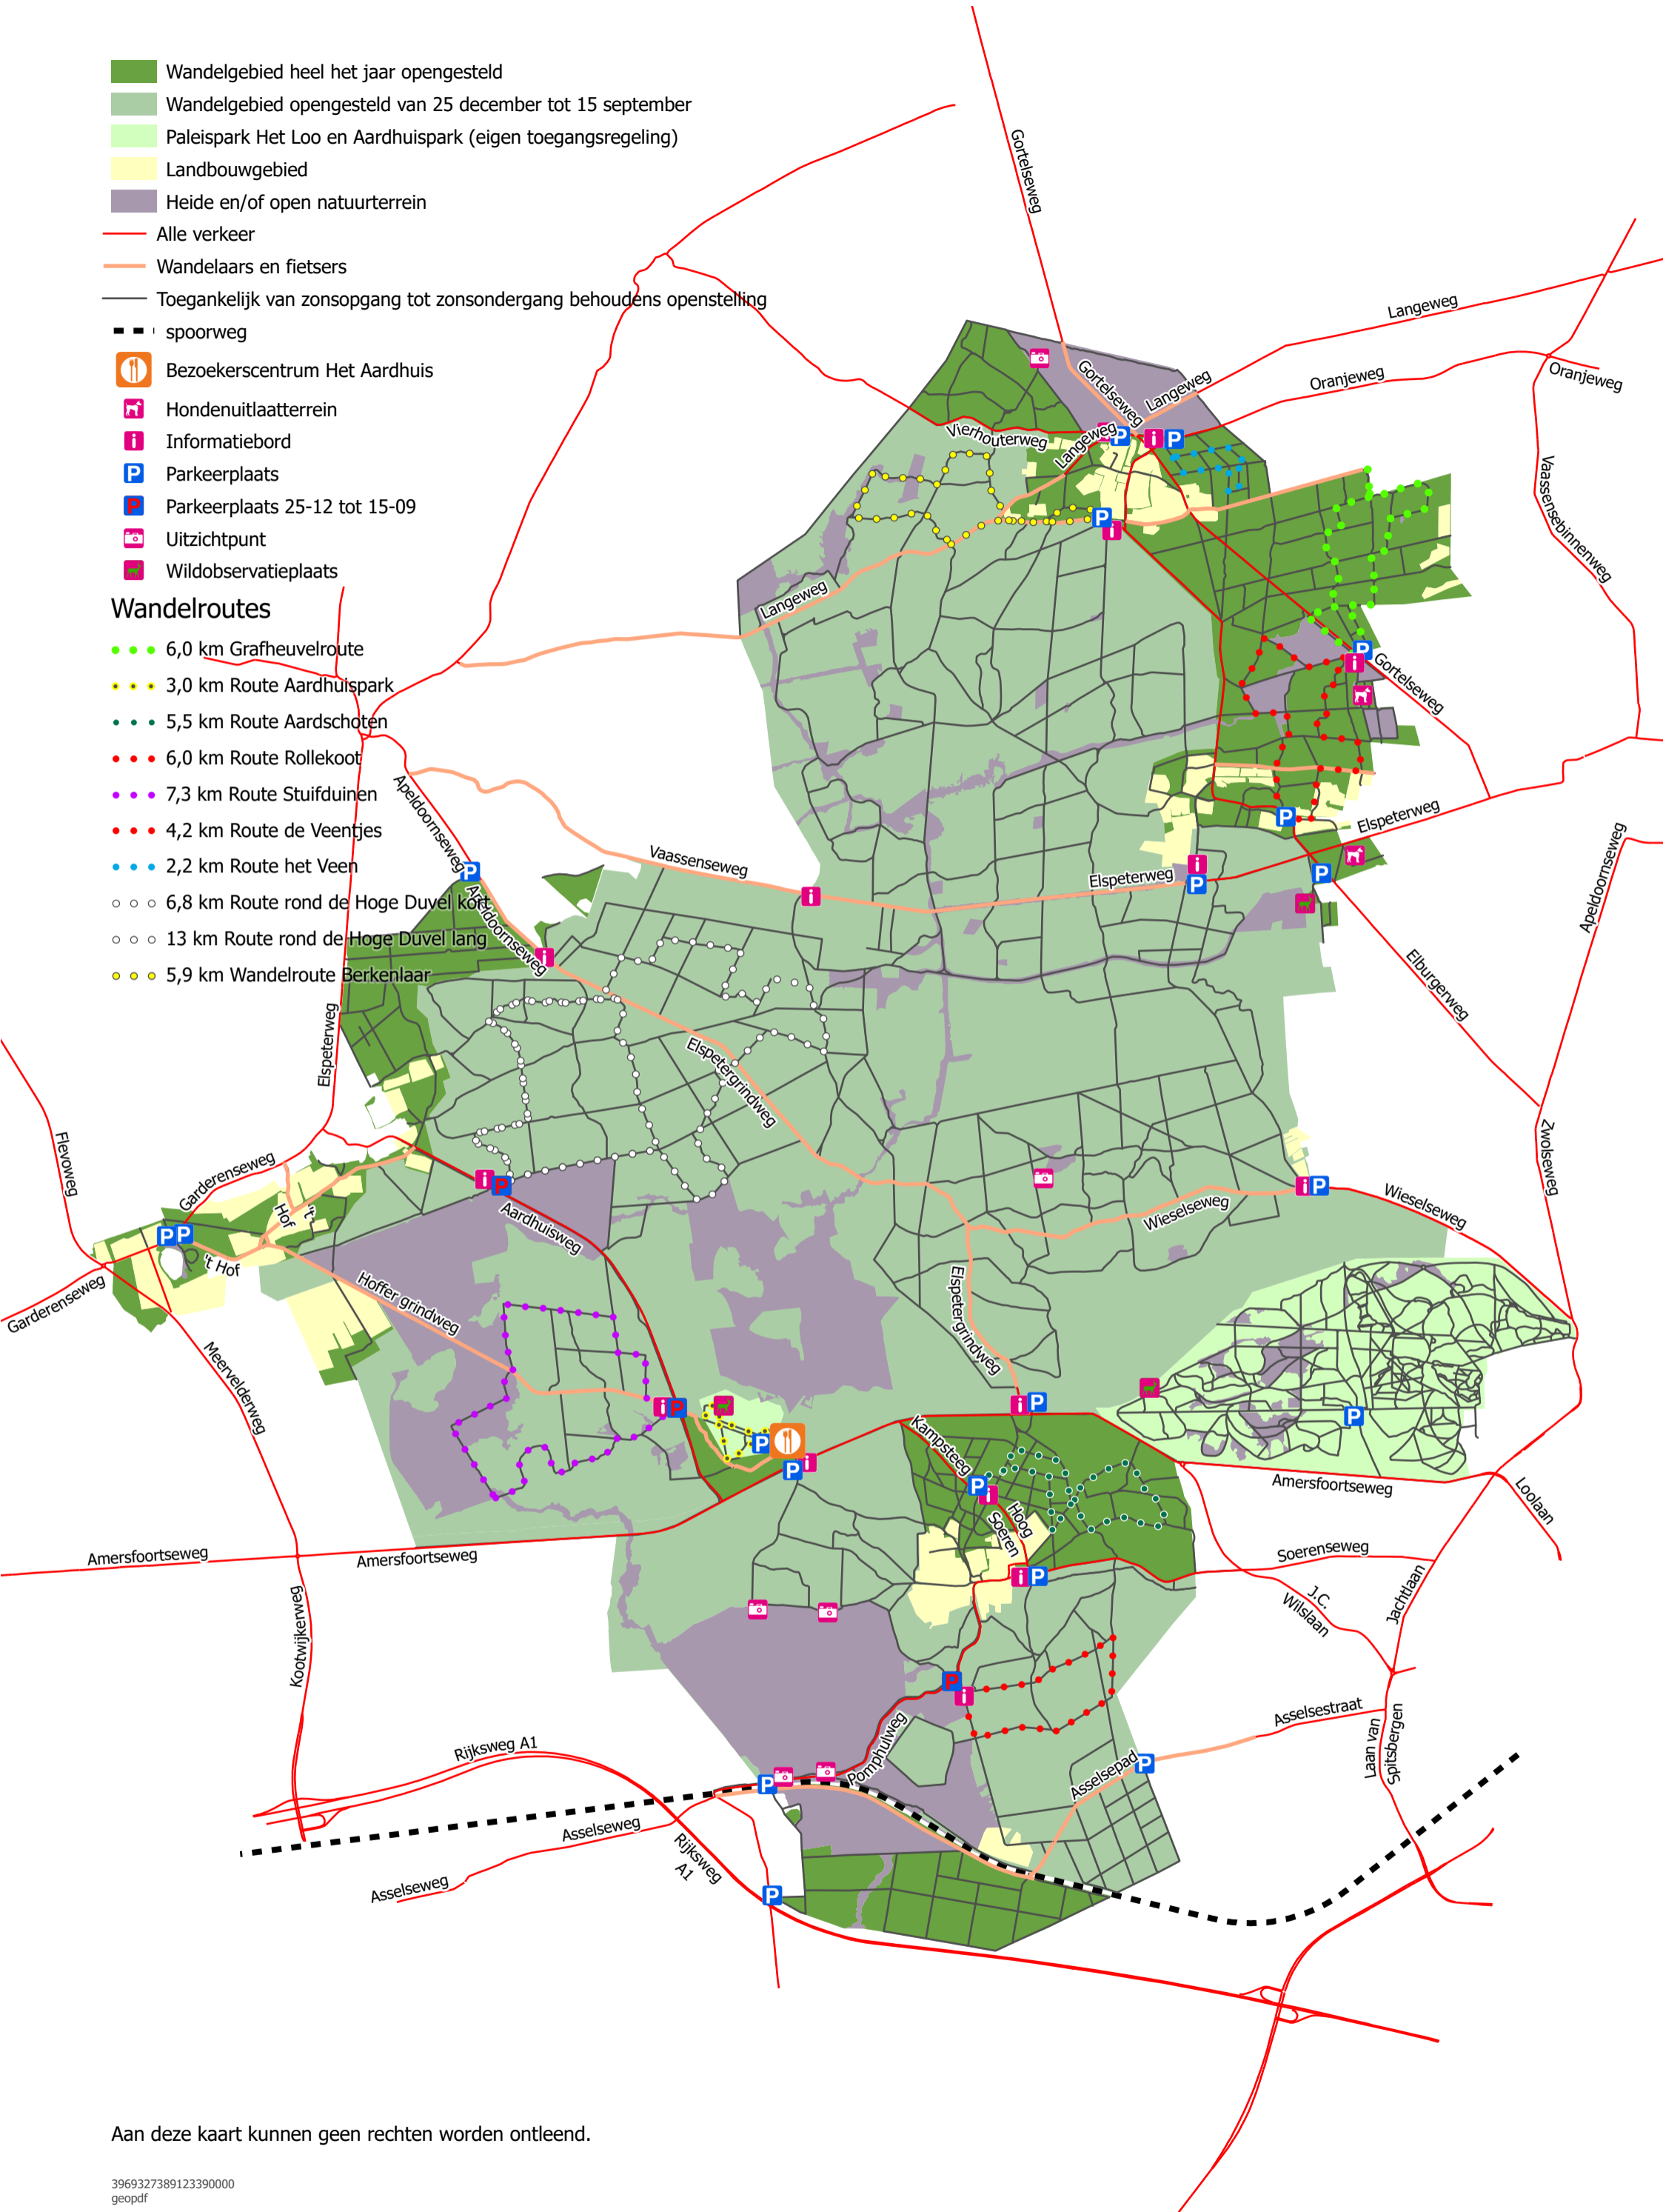 Wandelgebied heel het jaar opengesteld
Wandelgebied opengesteld van 25 december tot 15 september
Paleispark Het Loo en Aardhuispark (eigen toegangsregeling)
Landbouwgebied
Heide en/of open natuurterrein
Alle verkeer
Wandelaars en fietsers
Toegankelijk van zonsopgang tot zonsondergang behoudens openstelling
spoorweg
Bezoekerscentrum Het Aardhuis
Hondenuitlaatterrein
i Informatiebord
P Parkeerplaats
P Parkeerplaats 25-12 tot 15-09
Uitzichtpunt
Wildobservatieplaats
Wandelroutes
6,0 km Grafheuvelroute
3,0 km Route Aardhuispark
5,5 km Route Aardschoten
6,0 km Route Rollekoot
7,3 km Route Stuifduinen
4,2 km Route de Veentjes
2,2 km Route het Veen
6,8 km Route rond de Hoge Duvel kort
13 km Route rond de Hoge Duvel lang
5,9 km Wandelroute Berkenlaar
Gortelseweg
Langeweg
Oranjeweg
Oranjeweg
Gortelseweg
Langeweg
Vierhouterweg
Langeweg
Vaassensebinnenweg
Langeweg
Gortelseweg
Apeldoornseweg
Vaassenseweg
Elspeterweg
Elspeterweg
Apeldoornseweg
Apeldoornseweg
Elburgerweg
Elspeterweg
Elspetergrindweg
Flevoweg
Garderenseweg
't
Hof
't Hof
Garderenseweg
Aardhuisweg
Hoffer grindweg
Wieselseweg
Wieselseweg
Zwolseweg
Elspetergrindweg
Meervelderweg
Kampsteeg
Hoog
Soeren
Amersfoortseweg
Loolaan
Amersfoortseweg
Amersfoortseweg
Soerenseweg
J.C.
Wilslaan
Jachtlaan
Kootwijkerweg
Asselsestraat
Laan van
Spitsbergen
Rijksweg A1
Pomphulweg
Asselsepad
Asselseweg
Rijksweg
A1
Asselseweg
Aan deze kaart kunnen geen rechten worden ontleend.
3969327389123390000
geopdf